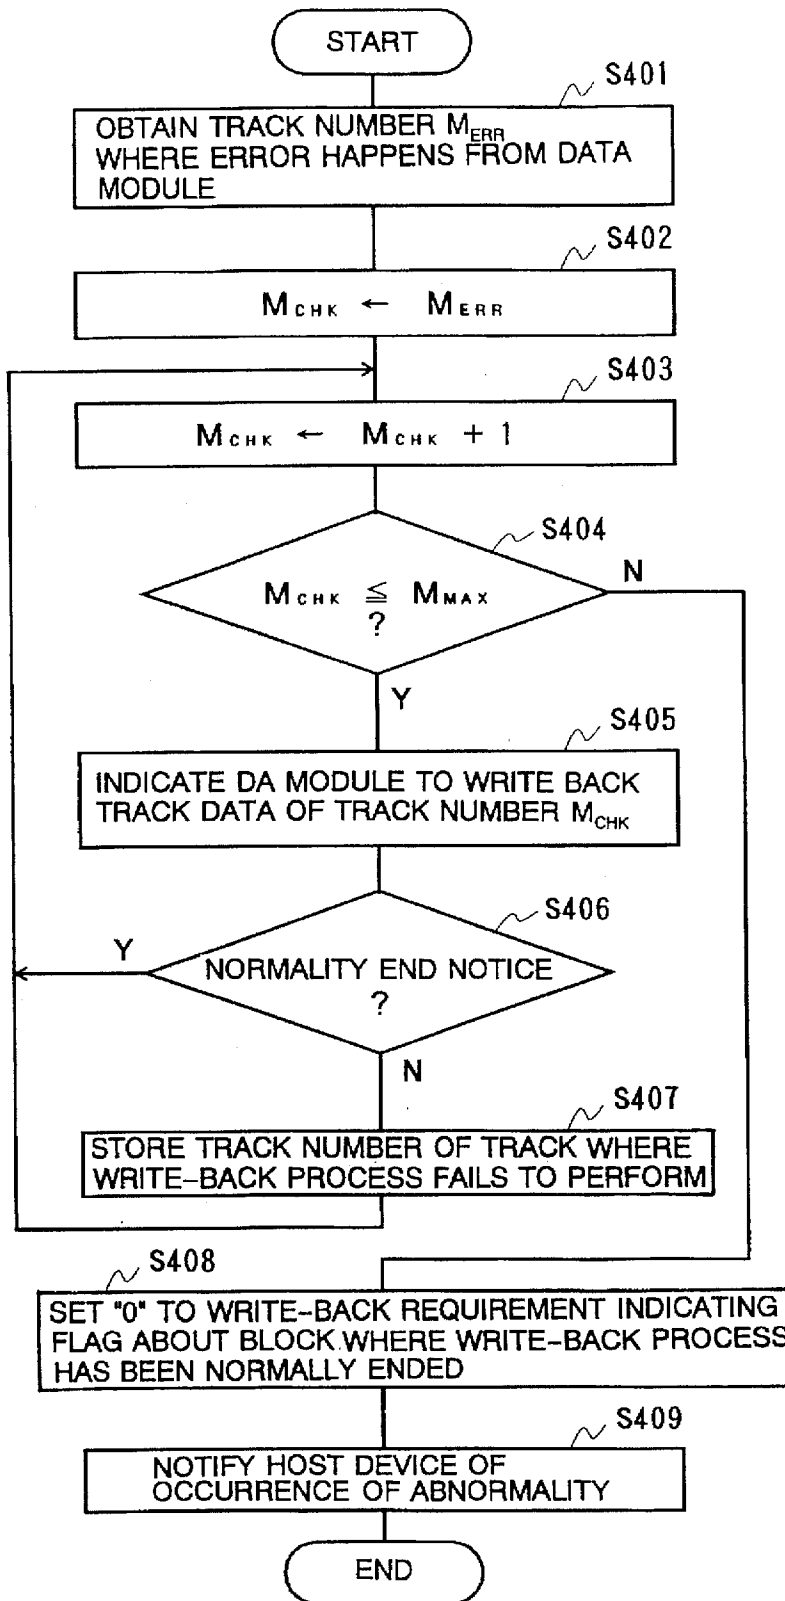 START
S401
OBTAIN TRACK NUMBER MERR
WHERE ERROR HAPPENS FROM DATA
MODULE
S402
MCHK ← MERR
S403
MCHK ← MCHK + 1
S404
MCHK ≦ MMAX
?
N
Y
S405
INDICATE DA MODULE TO WRITE BACK
TRACK DATA OF TRACK NUMBER MCHK
S406
Y
NORMALITY END NOTICE
?
N
S407
STORE TRACK NUMBER OF TRACK WHERE
WRITE-BACK PROCESS FAILS TO PERFORM
S408
SET "0" TO WRITE-BACK REQUIREMENT INDICATING
FLAG ABOUT BLOCK WHERE WRITE-BACK PROCESS
HAS BEEN NORMALLY ENDED
S409
NOTIFY HOST DEVICE OF
OCCURRENCE OF ABNORMALITY
END